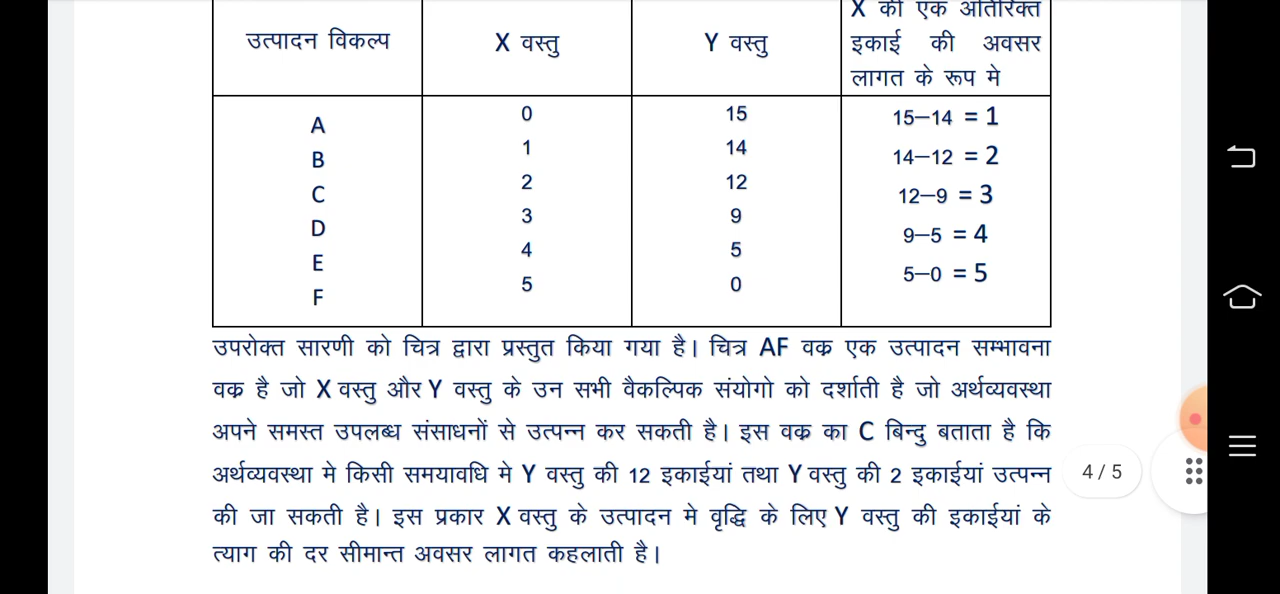 X की एक अतिरिक्त
उत्पादन विकल्प X वस्तु Y वस्तु इकाई की अवसर
लागत के रूप मे
A 0 15 15–14 = 1
B 1 14 14–12 = 2
C 2 12 12–9 = 3
D 3 9 9–5 = 4
E 4 5 5–0 = 5
F 5 0
उपरोक्त सारणी को चित्र द्वारा प्रस्तुत किया गया है। चित्र AF वक्र एक उत्पादन सम्भावना
वक्र है जो X वस्तु और Y वस्तु के उन सभी वैकल्पिक संयोगो को दर्शाती है जो अर्थव्यवस्था
अपने समस्त उपलब्ध संसाधनों से उत्पन्न कर सकती है। इस वक्र का C बिन्दु बताता है कि
अर्थव्यवस्था मे किसी समयावधि मे Y वस्तु की 12 इकाईयां तथा Y वस्तु की 2 इकाईयां उत्पन्न
की जा सकती है। इस प्रकार X वस्तु के उत्पादन मे वृद्धि के लिए Y वस्तु की इकाईयां के
त्याग की दर सीमान्त अवसर लागत कहलाती है।
4 / 5